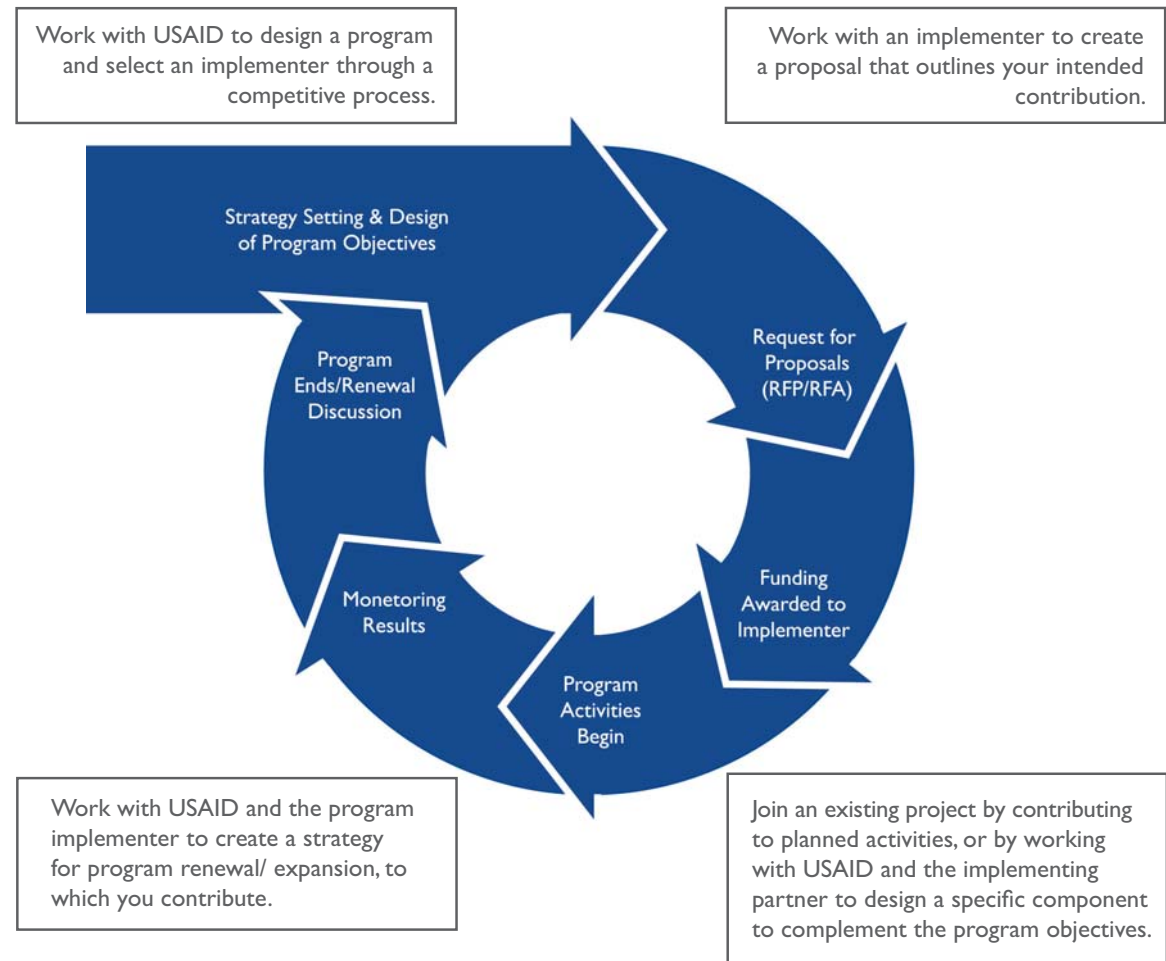 Work with USAID to design a program
and select an implementer through a
competitive process.
Work with an implementer to create
a proposal that outlines your intended
contribution.
Strategy Setting & Design
of Program Objectives
Request for
Proposals
(RFP/RFA)
Funding
Awarded to
Implementer
Program
Activities
Begin
Monetoring
Results
Program
Ends/Renewal
Discussion
Work with USAID and the program
implementer to create a strategy
for program renewal/ expansion, to
which you contribute.
Join an existing project by contributing
to planned activities, or by working
with USAID and the implementing
partner to design a specific component
to complement the program objectives.